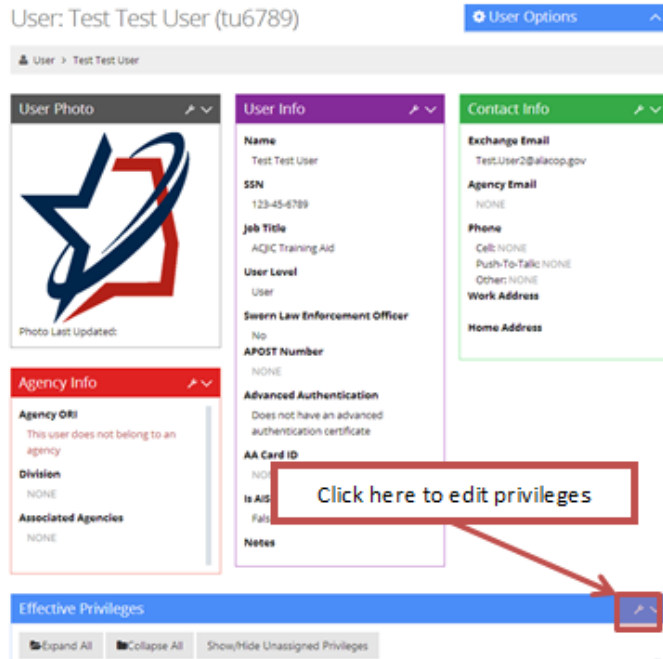 User: Test Test User (tu6789)
User Options
User > Test Test User
User Photo
Photo Last Updated:
Agency Info
Agency ORI
This user does not belong to an
agency
Division
NONE
Associated Agencies
NONE
User Info
Name
Test Test User
SSN
123-45-6789
Job Title
ACJIC Training Aid
User Level
User
Sworn Law Enforcement Officer
No
APOST Number
NONE
Advanced Authentication
Does not have an advanced
authentication certificate
AA Card ID
NO
Is AIS
Fals
Notes
Contact Info
Exchange Email
Test.User2@alacop.gov
Agency Email
NONE
Phone
Cell: NONE
Push-To-Talk: NONE
Other: NONE
Work Address
Home Address
Click here to edit privileges
Effective Privileges
Expand All
Collapse All
Show/Hide Unassigned Privileges